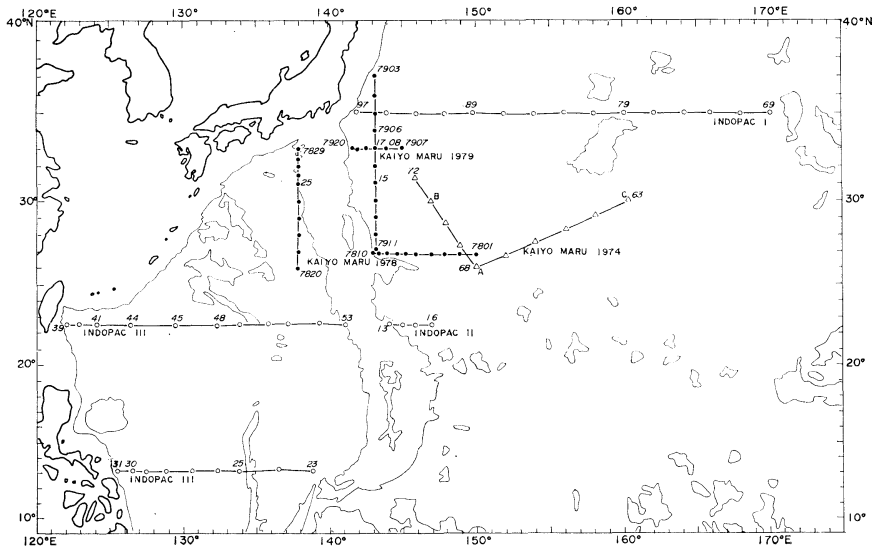 120°E 130° 140° 150° 160° 170°E
40°N 40°N
7903
97 89 79 69
INDOPAC I
7906
7920 17 08 7907
KAIYO MARU 1979
7829
72
25 15
B
C 63
30° 30°
7911
7810 7801
KAIYO MARU 1978
KAIYO MARU 1974
7820
68 A
39 41 44 45 48 53
INDOPAC III
13 16
INDOPAC II
20° 20°
31 30 25 23
INDOPAC III
10° 10°
120°E 130° 140° 150° 160° 170°E